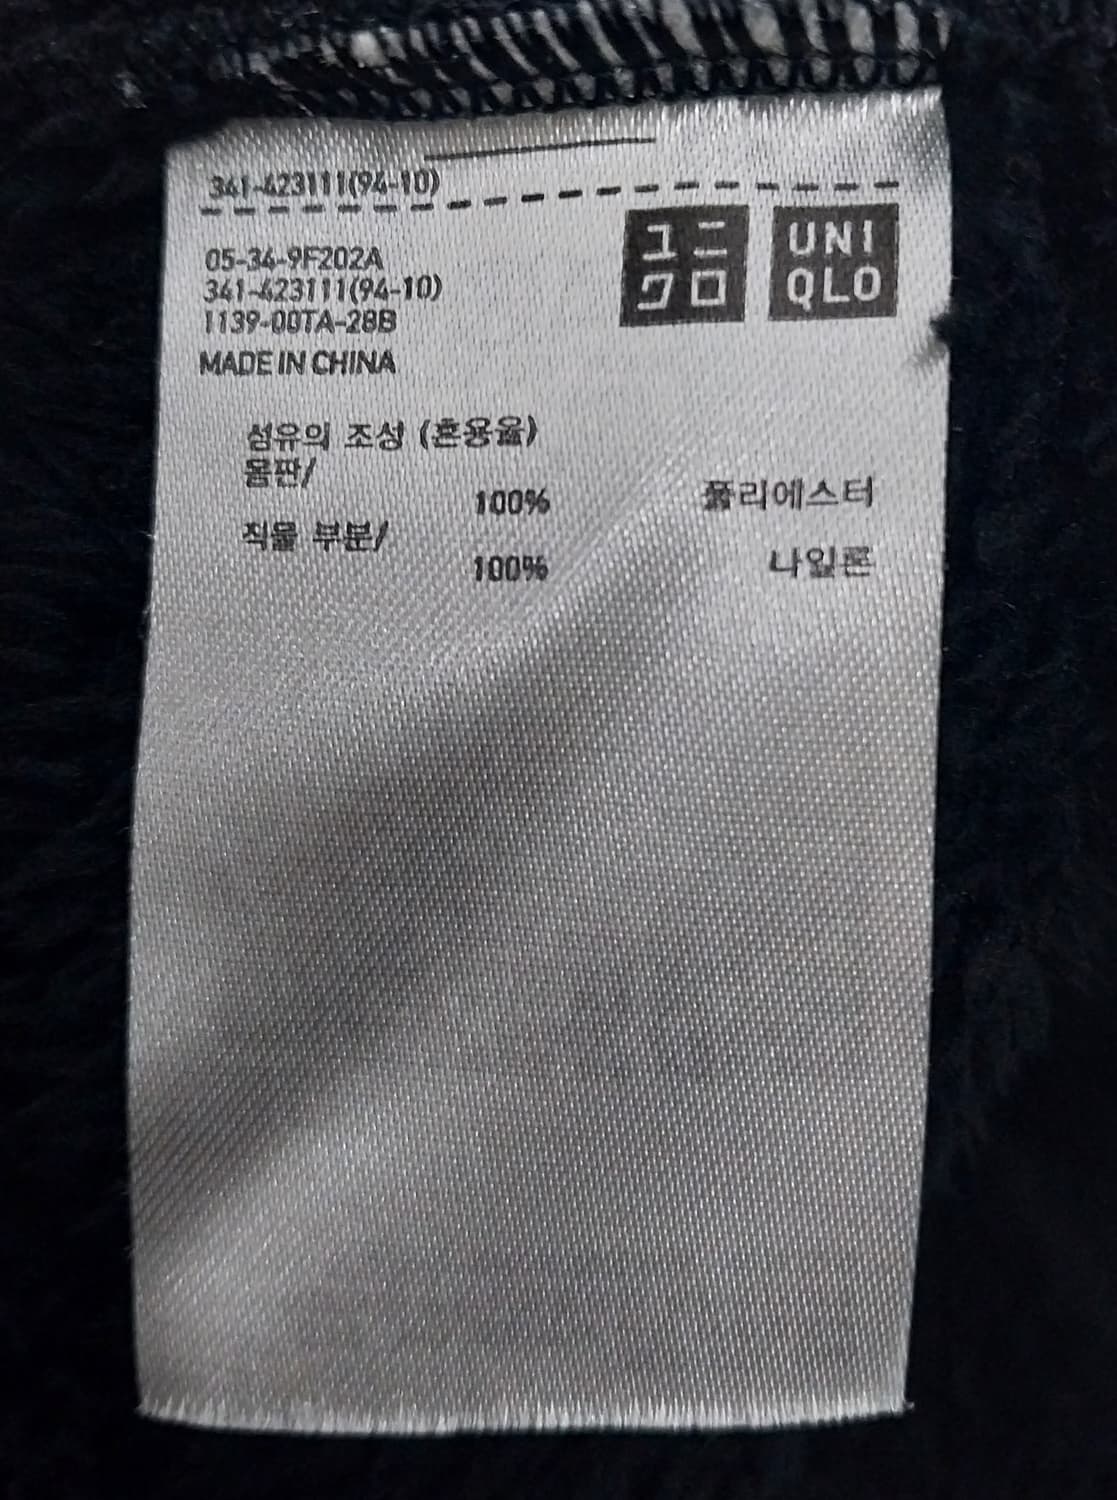 341-423111(94-10)
ユニ
クロ
UNI
QLO
05-34-9F202A
341-423111(94-10)
1139-00TA-28B
MADE IN CHINA
섬유의 조성 (혼용율)
몸판/
100% 폴리에스터
직물 부분/
100% 나일론